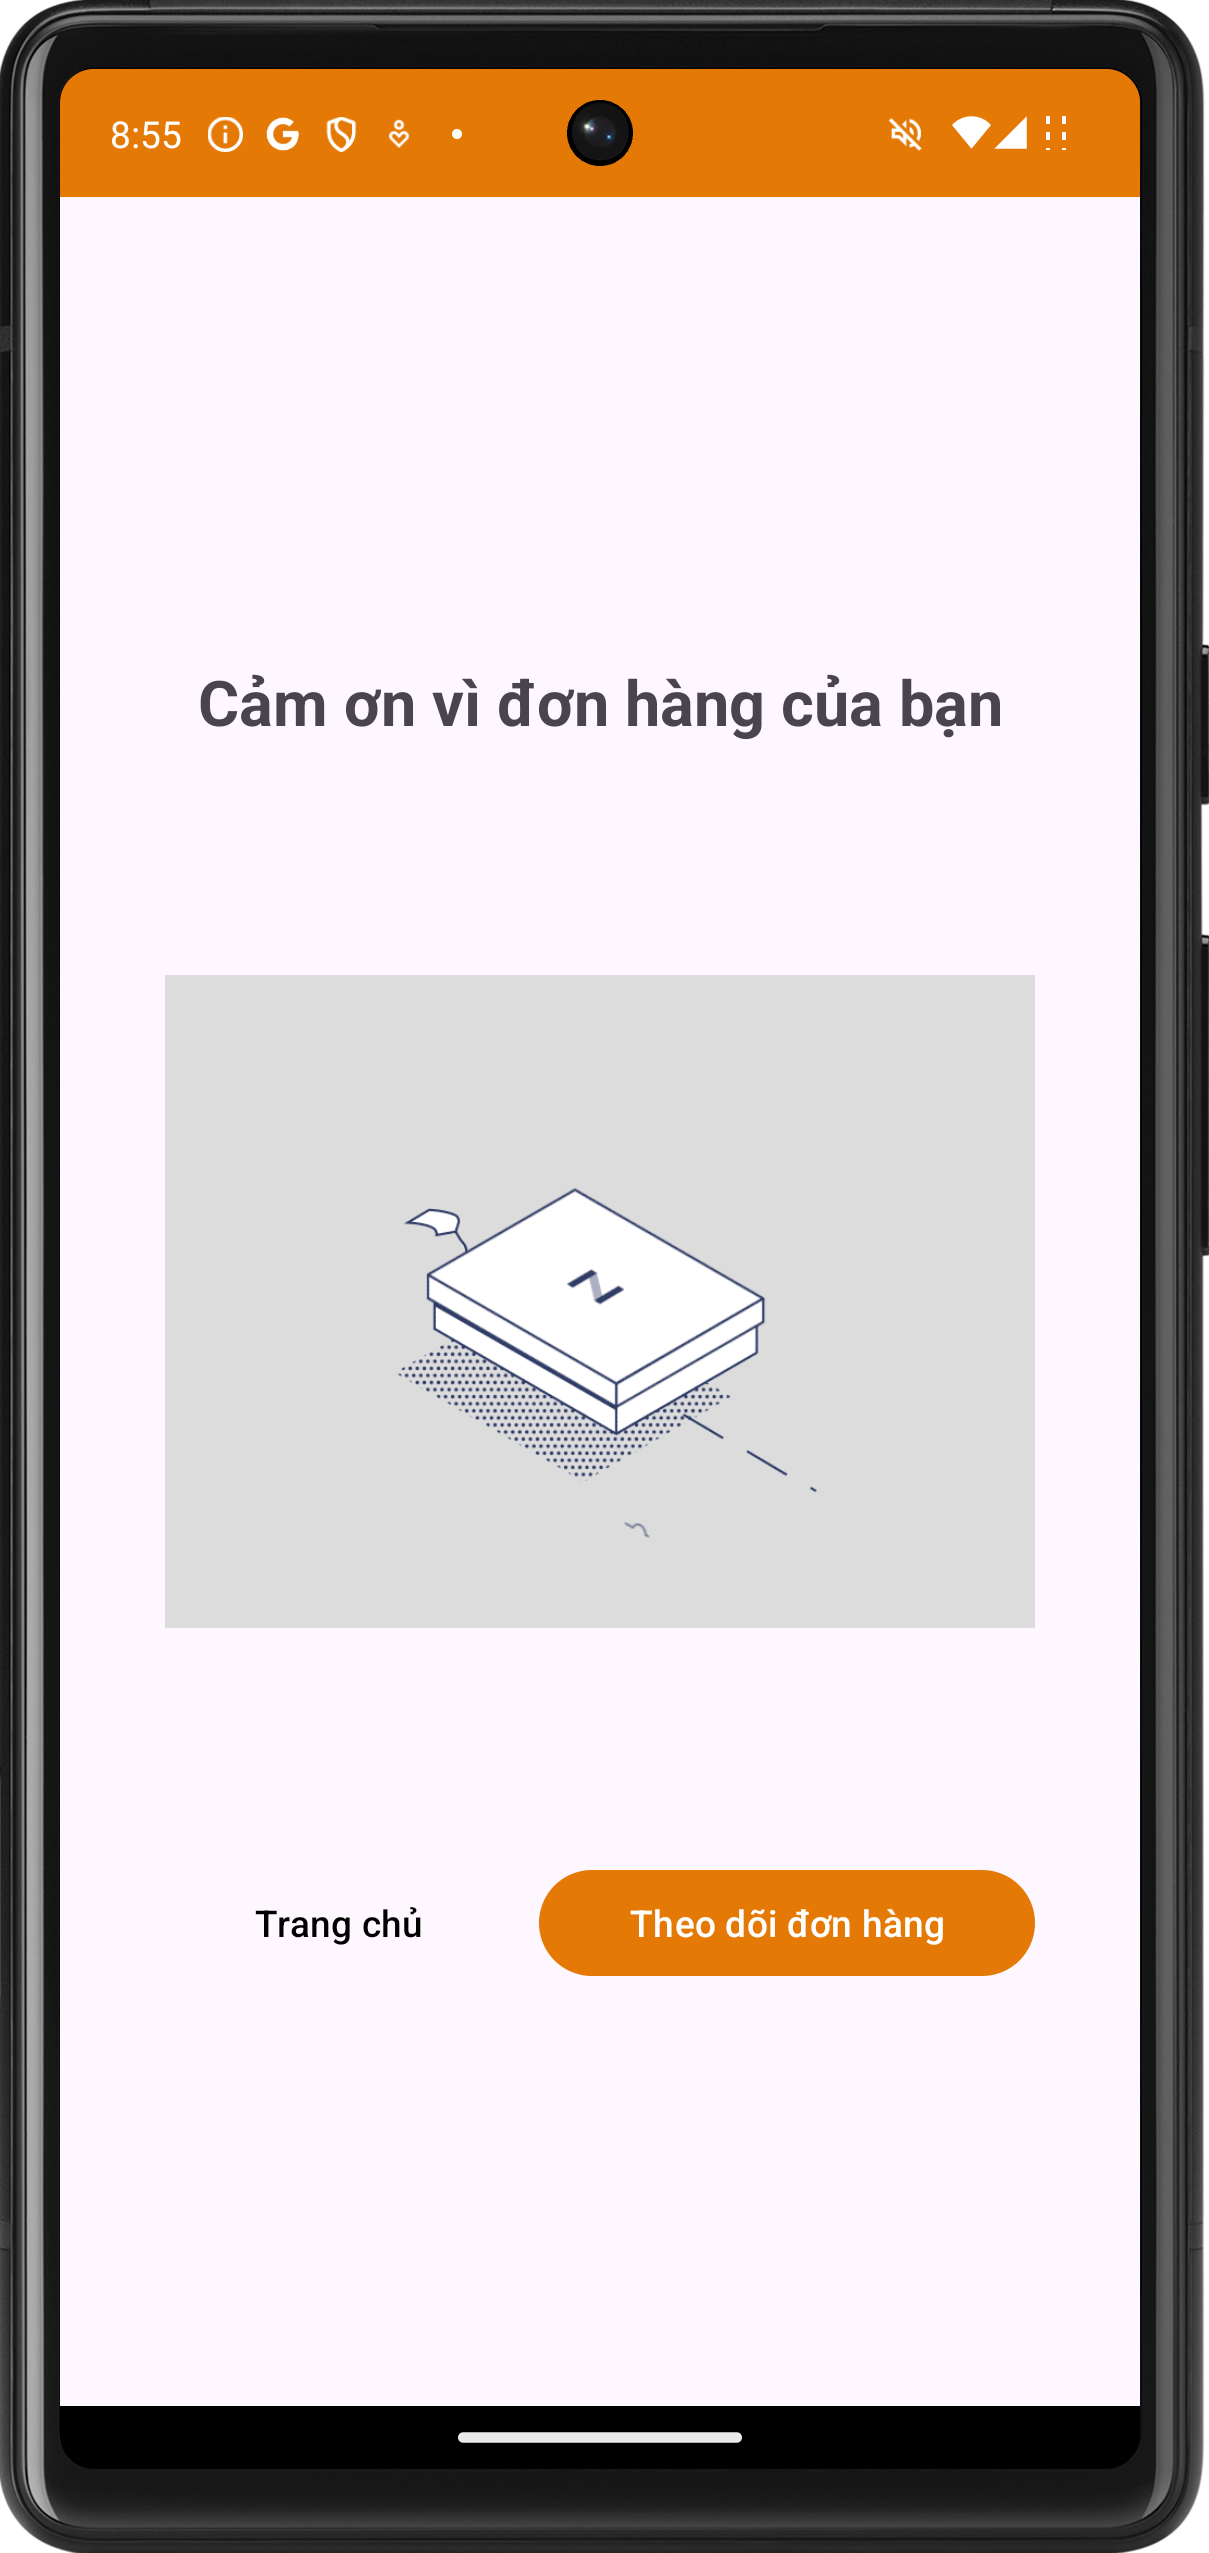 8:55
Cảm ơn vì đơn hàng của bạn
Trang chủ
Theo dõi đơn hàng